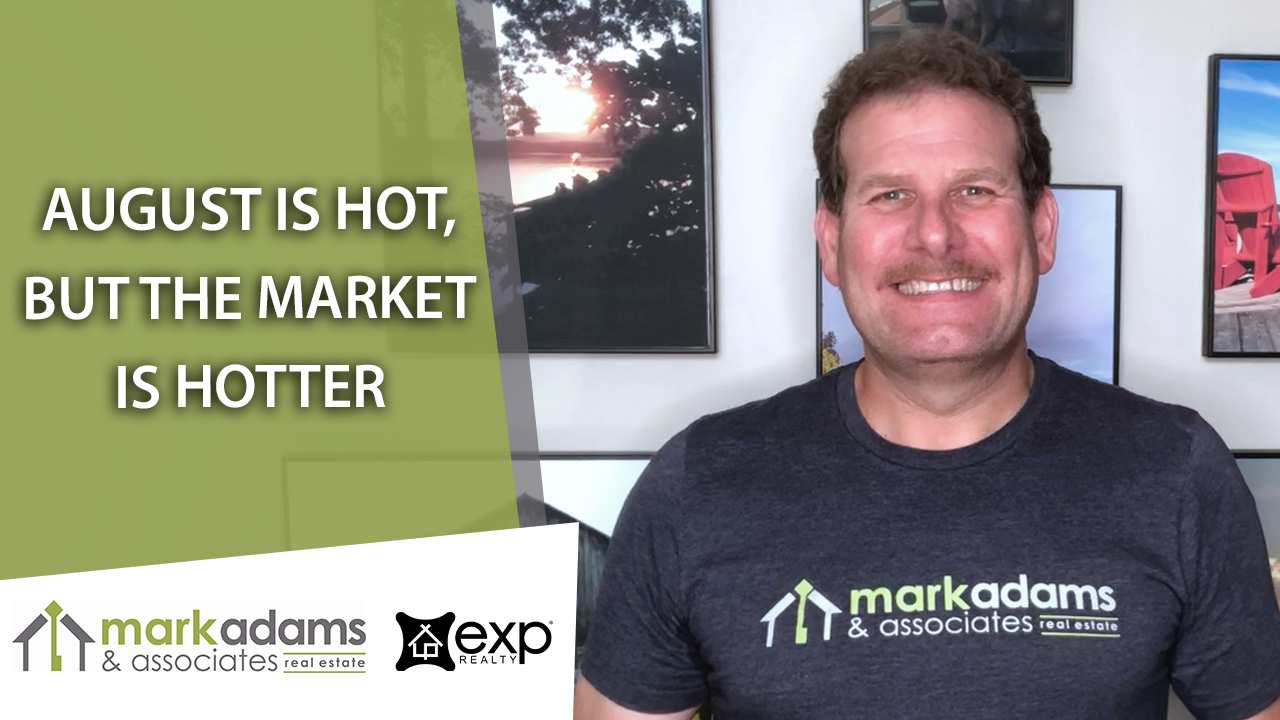 AUGUST IS HOT,
BUT THE MARKET
IS HOTTER
markadams
& associates real estate
exp
REALTY
markadams
& associates real estate